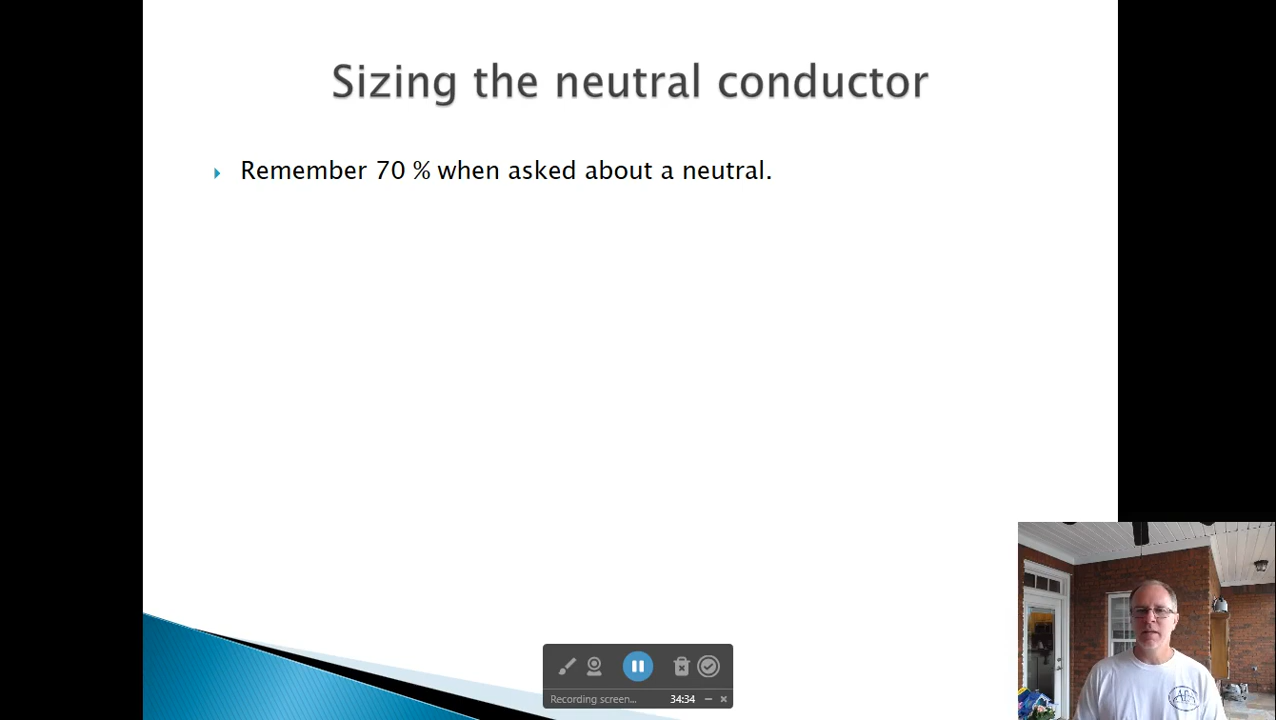 Sizing the neutral conductor
Remember 70 % when asked about a neutral.
Recording screen... 34:34